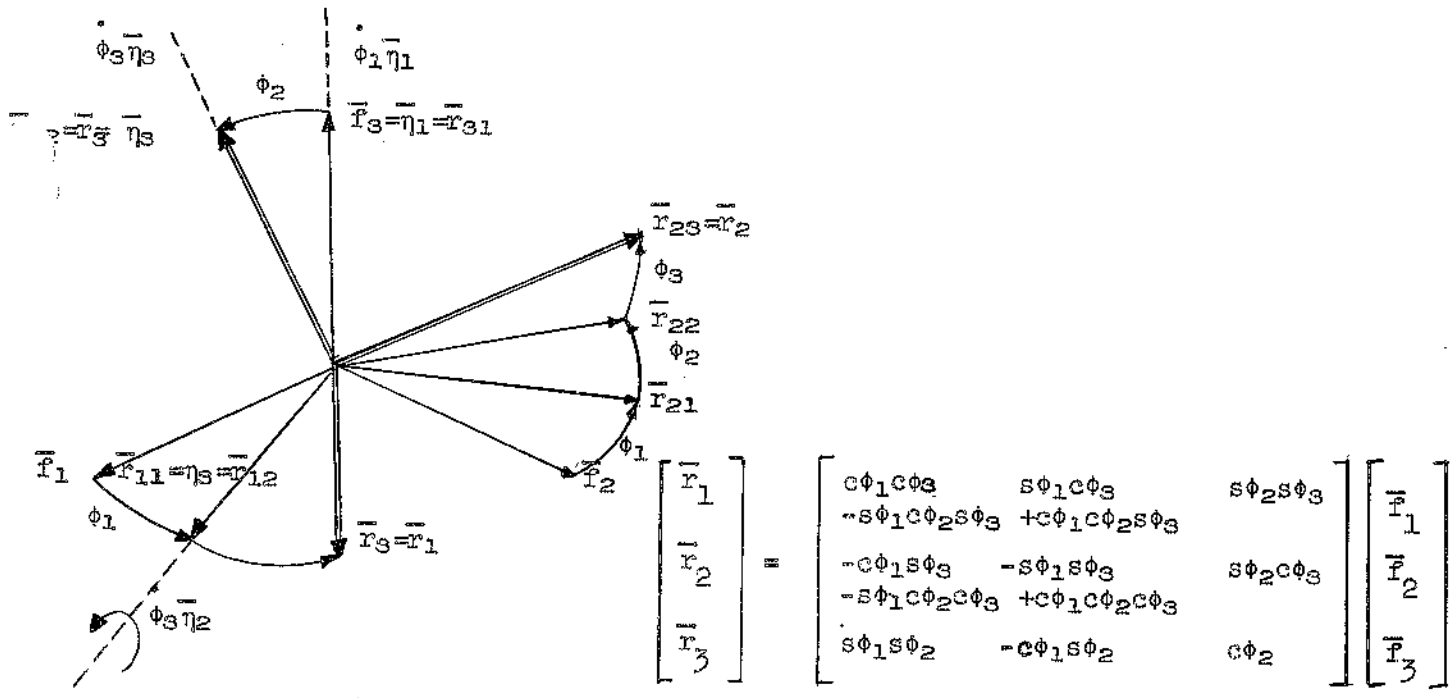 ϕ̇₃η̅₃
ϕ̇₁η̅₁
ϕ₂
f̅₃=η̅₁=r̅₃₁
=r̅₃ η̅₃
r̅₂₃=r̅₂
ϕ₃
r̅₂₂
ϕ₂
r̅₂₁
ϕ₁
f̅₁
r̅₁₁=η₃=r̅₁₂
f̅₂
ϕ₁
r̅₃=r̅₁
ϕ̇₃η̅₂
r̅₁ cϕ₁cϕ₃ sϕ₁cϕ₃ sϕ₂sϕ₃ f̅₁
-sϕ₁cϕ₂sϕ₃ +cϕ₁cϕ₂sϕ₃
r̅₂ = -cϕ₁sϕ₃ -sϕ₁sϕ₃ sϕ₂cϕ₃ f̅₂
-sϕ₁cϕ₂cϕ₃ +cϕ₁cϕ₂cϕ₃
r̅₃ sϕ₁sϕ₂ -cϕ₁sϕ₂ cϕ₂ f̅₃